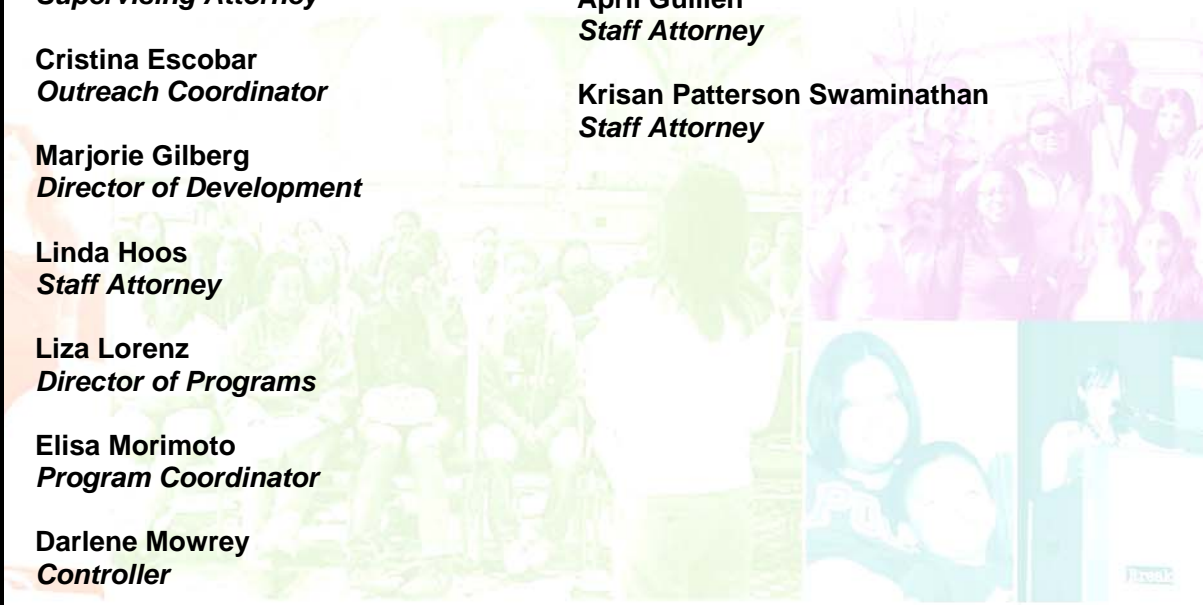 Supervising Attorney
Cristina Escobar
Outreach Coordinator
Marjorie Gilberg
Director of Development
Linda Hoos
Staff Attorney
Liza Lorenz
Director of Programs
Elisa Morimoto
Program Coordinator
Darlene Mowrey
Controller
April Guillen
Staff Attorney
Krisan Patterson Swaminathan
Staff Attorney
Break